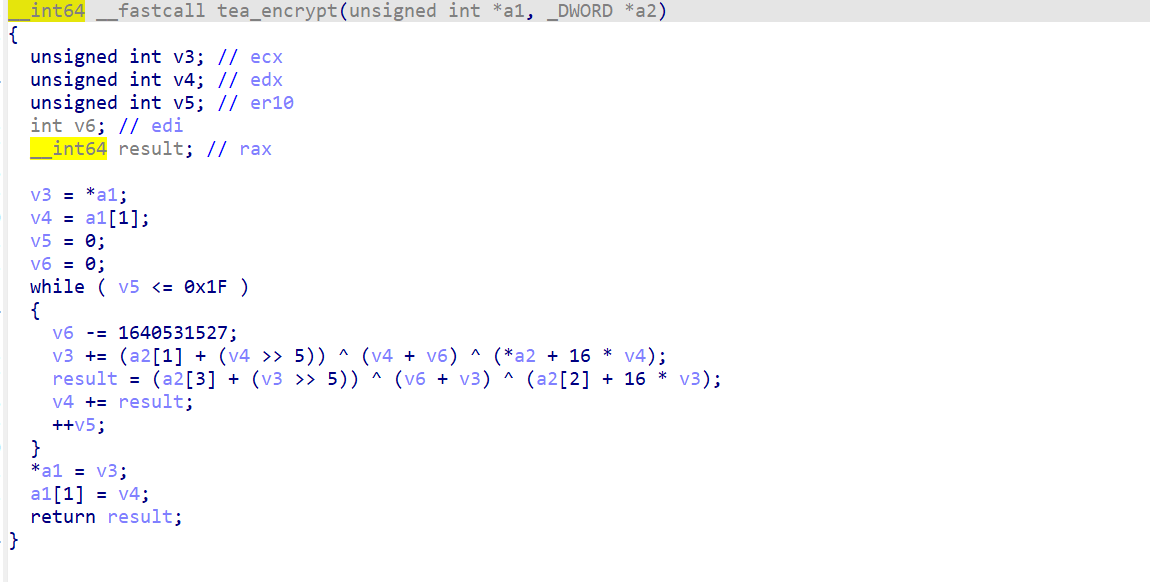 __int64 __fastcall tea_encrypt(unsigned int *a1, _DWORD *a2)
{
  unsigned int v3; // ecx
  unsigned int v4; // edx
  unsigned int v5; // er10
  int v6; // edi
  __int64 result; // rax

  v3 = *a1;
  v4 = a1[1];
  v5 = 0;
  v6 = 0;
  while ( v5 <= 0x1F )
  {
    v6 -= 1640531527;
    v3 += (a2[1] + (v4 >> 5)) ^ (v4 + v6) ^ (*a2 + 16 * v4);
    result = (a2[3] + (v3 >> 5)) ^ (v6 + v3) ^ (a2[2] + 16 * v3);
    v4 += result;
    ++v5;
  }
  *a1 = v3;
  a1[1] = v4;
  return result;
}